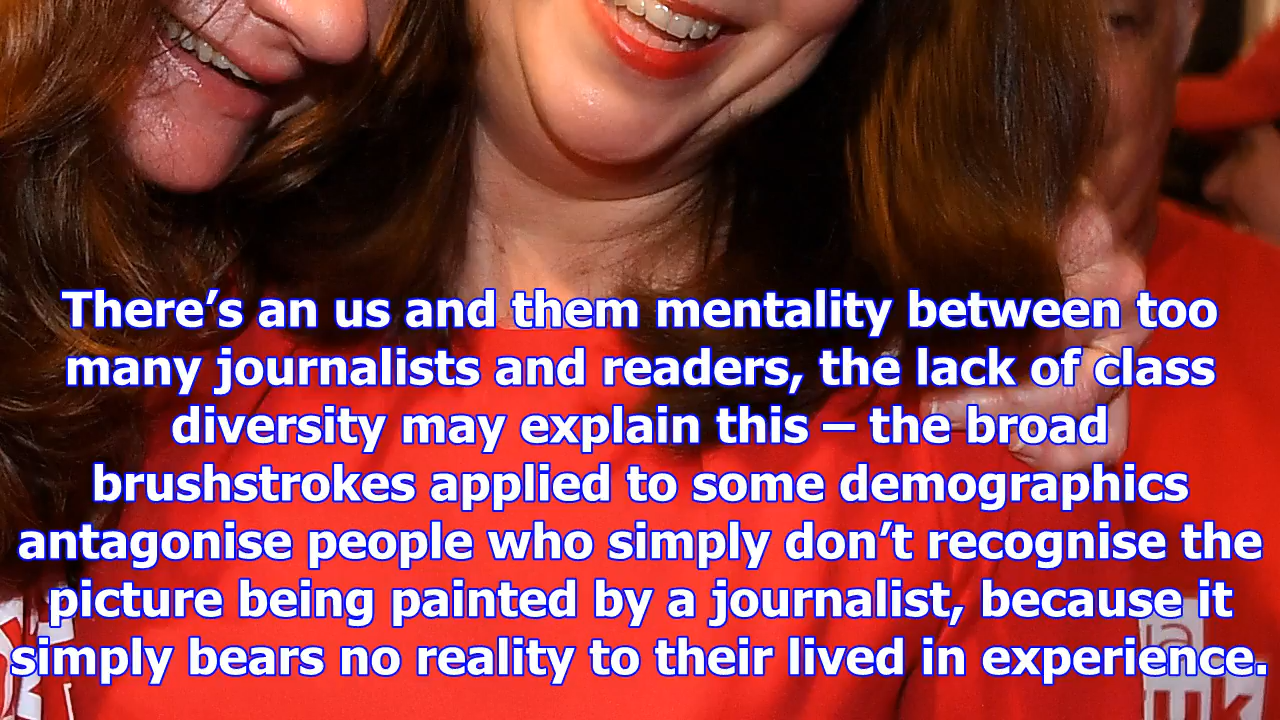 There’s an us and them mentality between too
many journalists and readers, the lack of class
diversity may explain this – the broad
brushstrokes applied to some demographics
antagonise people who simply don’t recognise the
picture being painted by a journalist, because it
simply bears no reality to their lived in experience.
uk